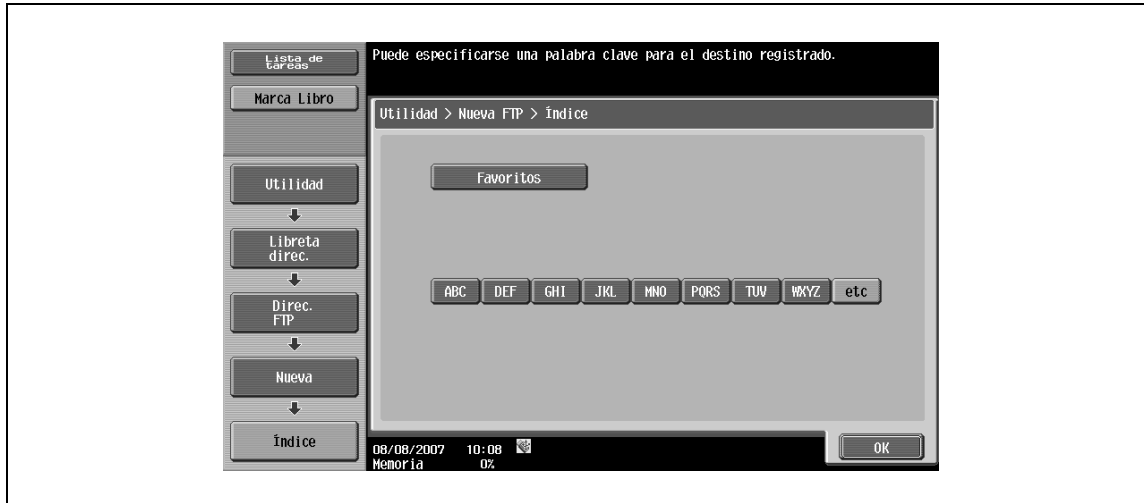 Lista de
tareas
Marca Libro
Utilidad
Libreta
direc.
Direc.
FTP
Nueva
Índice
Puede especificarse una palabra clave para el destino registrado.
Utilidad > Nueva FTP > Índice
Favoritos
ABC DEF GHI JKL MNO PQRS TUV WXYZ etc
08/08/2007 10:08
Memoria 0%
OK